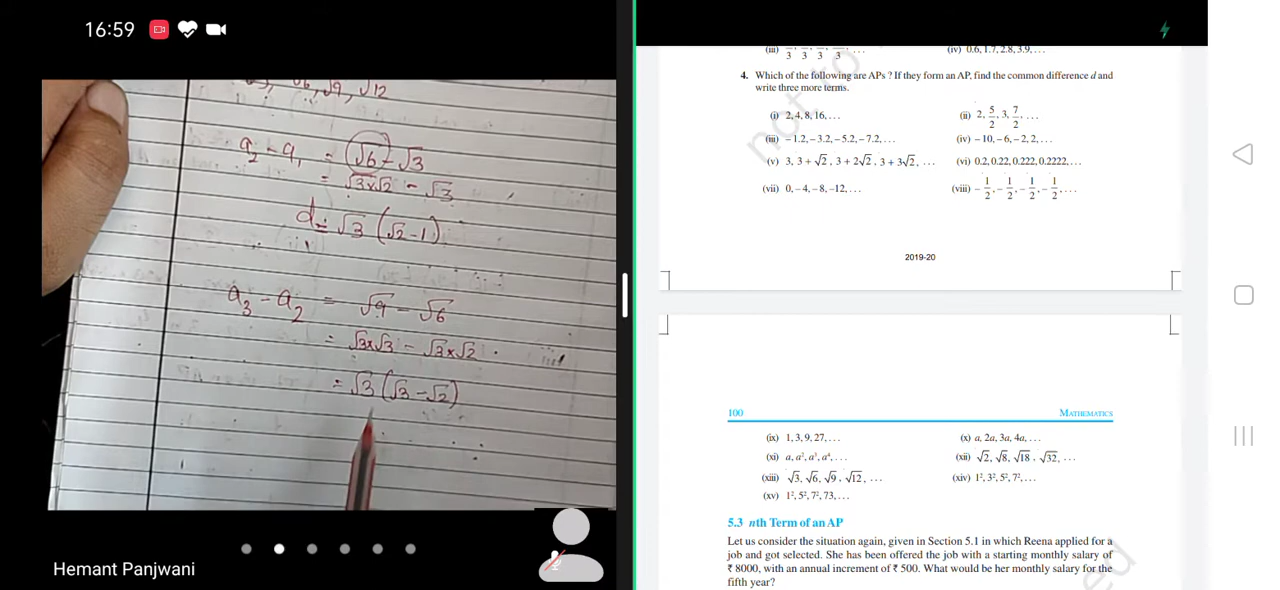 16:59
√6, √9, √12
a₂ - a₁ = √6 - √3
= √3×√2 - √3
d = √3 (√2-1)
a₃ - a₂ = √9 - √6
= √3×√3 - √3×√2
= √3 (√3 - √2)
Hemant Panjwani
(iv) 0.6, 1.7, 2.8, 3.9, . . .
4. Which of the following are APs ? If they form an AP, find the common difference d and
write three more terms.
(i) 2, 4, 8, 16, . . . (ii) 2, 5/2, 3, 7/2, . . .
(iii) – 1.2, – 3.2, – 5.2, – 7.2, . . . (iv) – 10, – 6, – 2, 2, . . .
(v) 3, 3 + √2, 3 + 2√2, 3 + 3√2, . . . (vi) 0.2, 0.22, 0.222, 0.2222, . . .
(vii) 0, – 4, – 8, –12, . . . (viii) – 1/2, – 1/2, – 1/2, – 1/2, . . .
not to
2019-20
100 MATHEMATICS
(ix) 1, 3, 9, 27, . . . (x) a, 2a, 3a, 4a, . . .
(xi) a, a², a³, a⁴, . . . (xii) √2, √8, √18, √32, . . .
(xiii) √3, √6, √9, √12, . . . (xiv) 1², 3², 5², 7², . . .
(xv) 1², 5², 7², 73, . . .
5.3 nth Term of an AP
Let us consider the situation again, given in Section 5.1 in which Reena applied for a
job and got selected. She has been offered the job with a starting monthly salary of
₹ 8000, with an annual increment of ₹ 500. What would be her monthly salary for the
fifth year?